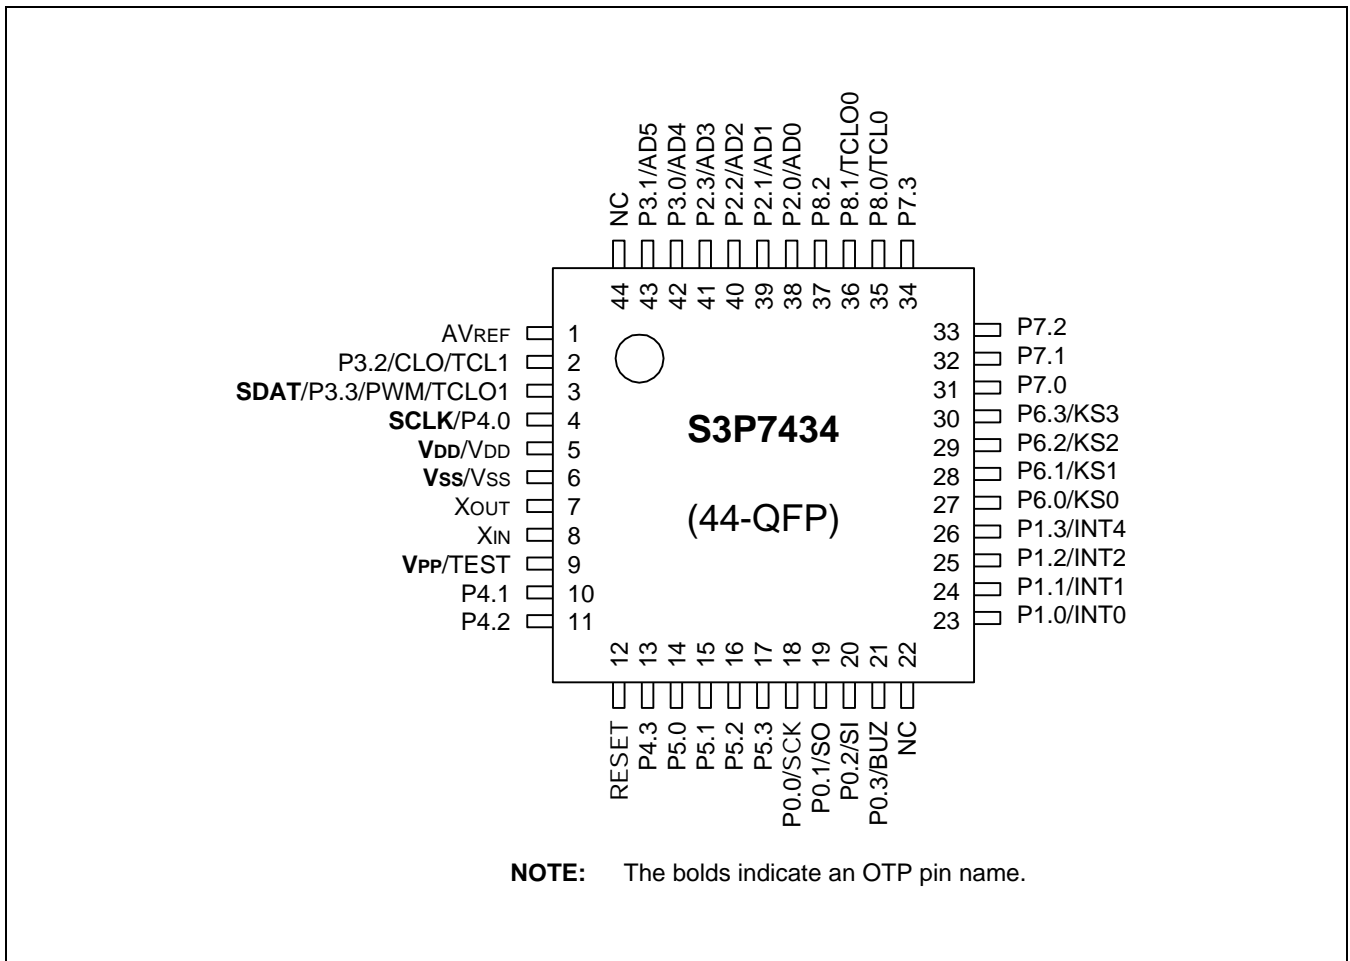 NC
P3.1/AD5
P3.0/AD4
P2.3/AD3
P2.2/AD2
P2.1/AD1
P2.0/AD0
P8.2
P8.1/TCLO0
P8.0/TCL0
P7.3
44
43
42
41
40
39
38
37
36
35
34
AVREF 1
P3.2/CLO/TCL1 2
SDAT/P3.3/PWM/TCLO1 3
SCLK/P4.0 4
VDD/VDD 5
VSS/VSS 6
XOUT 7
XIN 8
VPP/TEST 9
P4.1 10
P4.2 11
S3P7434
(44-QFP)
33 P7.2
32 P7.1
31 P7.0
30 P6.3/KS3
29 P6.2/KS2
28 P6.1/KS1
27 P6.0/KS0
26 P1.3/INT4
25 P1.2/INT2
24 P1.1/INT1
23 P1.0/INT0
12
13
14
15
16
17
18
19
20
21
22
RESET
P4.3
P5.0
P5.1
P5.2
P5.3
P0.0/SCK
P0.1/SO
P0.2/SI
P0.3/BUZ
NC
NOTE: The bolds indicate an OTP pin name.